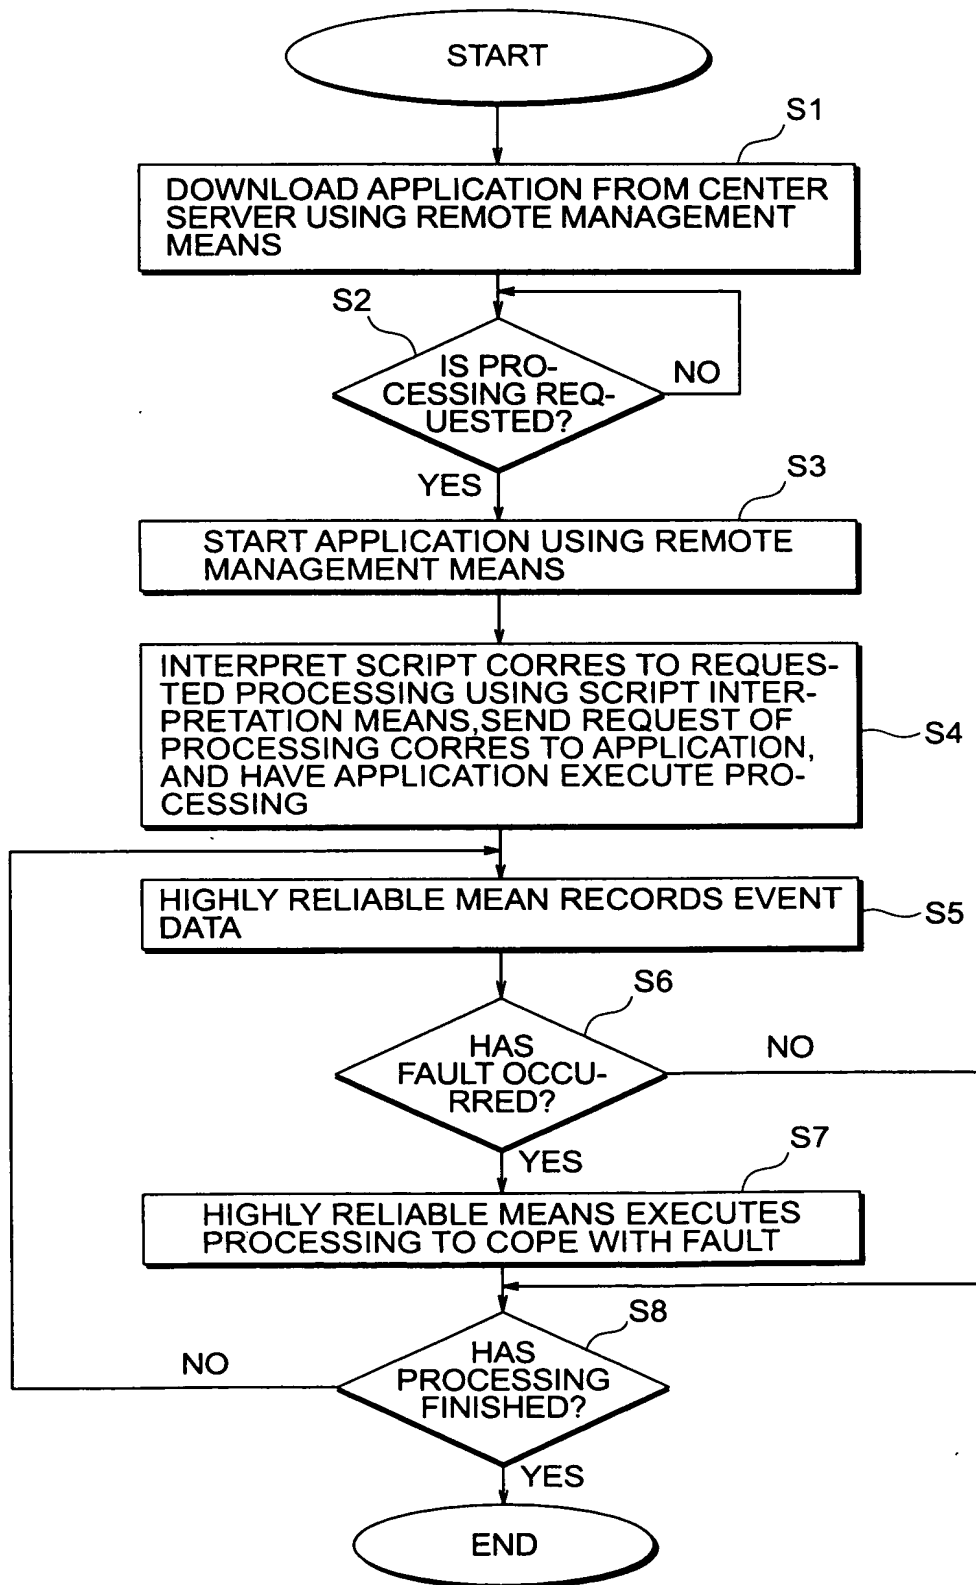 START
S1
DOWNLOAD APPLICATION FROM CENTER
SERVER USING REMOTE MANAGEMENT
MEANS
S2
IS PRO-
CESSING REQ-
UESTED?
NO
YES
S3
START APPLICATION USING REMOTE
MANAGEMENT MEANS
INTERPRET SCRIPT CORRES TO REQUES-
TED PROCESSING USING SCRIPT INTER-
PRETATION MEANS,SEND REQUEST OF
PROCESSING CORRES TO APPLICATION,
AND HAVE APPLICATION EXECUTE PRO-
CESSING
S4
HIGHLY RELIABLE MEAN RECORDS EVENT
DATA
S5
S6
HAS
FAULT OCCU-
RRED?
NO
YES
S7
HIGHLY RELIABLE MEANS EXECUTES
PROCESSING TO COPE WITH FAULT
S8
HAS
PROCESSING
FINISHED?
NO
YES
END